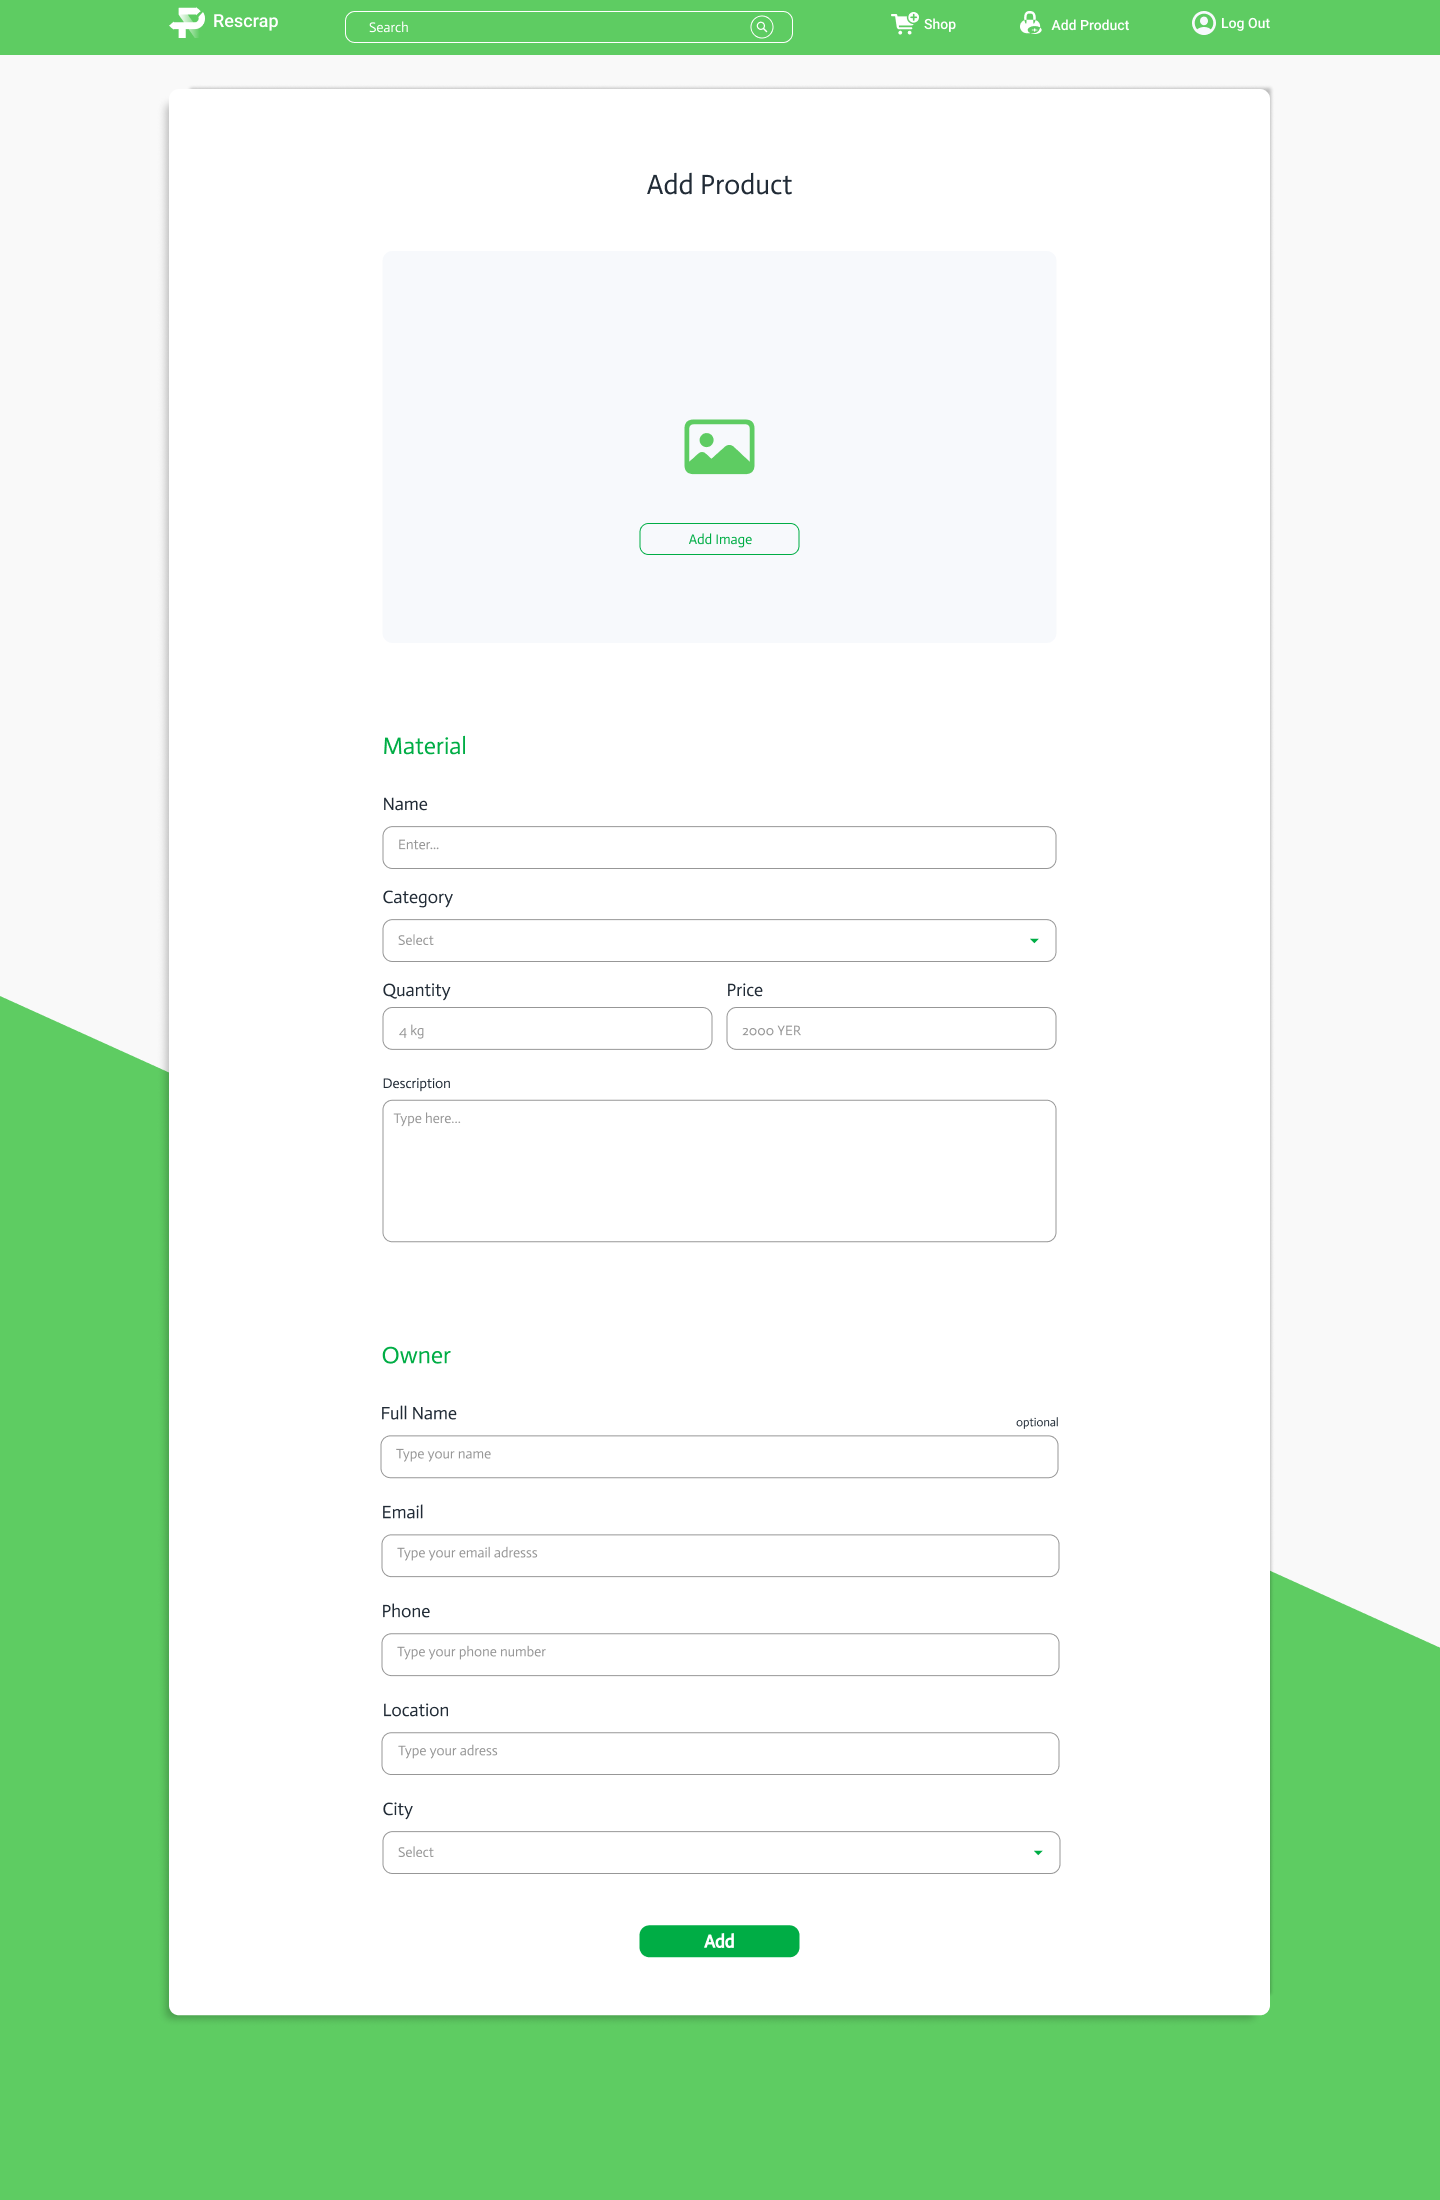 Rescrap
Search
Shop
Add Product
Log Out
Add Product
Add Image
Material
Name
Enter...
Category
Select
Quantity
Price
4 kg
2000 YER
Description
Type here...
Owner
Full Name
optional
Type your name
Email
Type your email adresss
Phone
Type your phone number
Location
Type your adress
City
Select
Add